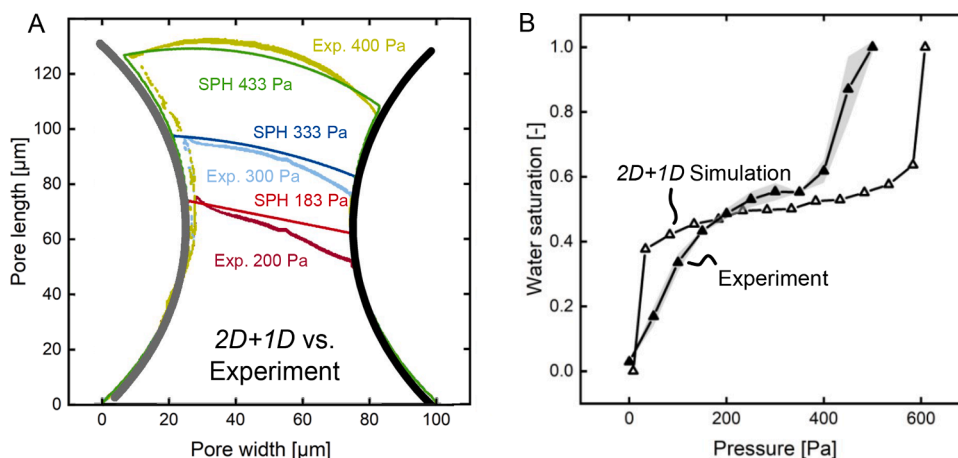 A
Pore length [µm]
120
100
80
60
40
20
0
Exp. 400 Pa
SPH 433 Pa
SPH 333 Pa
Exp. 300 Pa
SPH 183 Pa
Exp. 200 Pa
2D+1D vs.
Experiment
0 20 40 60 80 100
Pore width [µm]
B
Water saturation [-]
1.0
0.8
0.6
0.4
0.2
0.0
2D+1D Simulation
Experiment
0 200 400 600
Pressure [Pa]